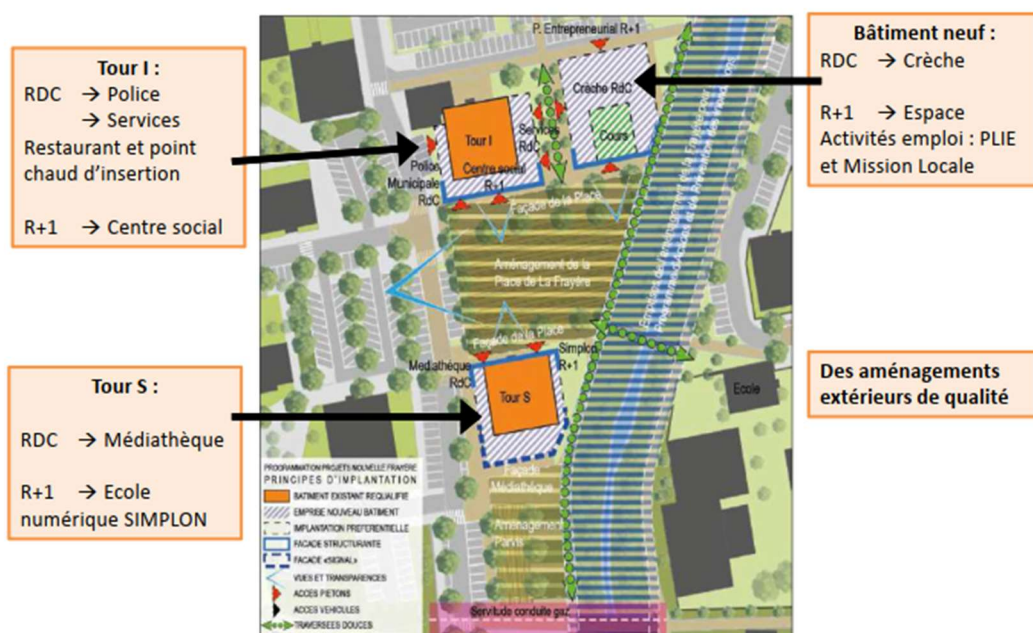 Tour I :
RDC → Police
→ Services
Restaurant et point
chaud d'insertion
R+1 → Centre social
Tour S :
RDC → Médiathèque
R+1 → Ecole
numérique SIMPLON
P. Entrepreneurial R+1
Crèche RdC
Cours
Tour I
Services
RdC
Centre social
R+1
Police
Municipale
RdC
Façade de la Place
Aménagement de la
Place de La Frayère
Façade de la Place
Médiathèque
RdC
Simplon
R+1
Tour S
Ecole
Façade
Médiathèque
Aménagement
Parvis
Servitude conduite gaz
PROGRAMMATION PROJETS NOUVELLE FRAYERE
PRINCIPES D'IMPLANTATION
BATIMENT EXISTANT REQUALIFIE
EMPRISE NOUVEAU BATIMENT
IMPLANTATION PREFERENTIELLE
FACADE STRUCTURANTE
FACADE «SIGNAL»
VUES ET TRANSPARENCES
ACCES PIETONS
ACCES VEHICULES
TRAVERSEES DOUCES
Bâtiment neuf :
RDC → Crèche
R+1 → Espace
Activités emploi : PLIE
et Mission Locale
Des aménagements
extérieurs de qualité